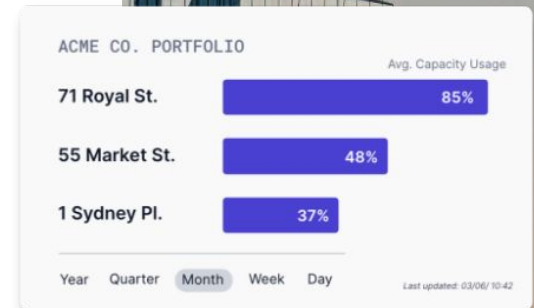 ACME CO. PORTFOLIO
Avg. Capacity Usage
71 Royal St.
85%
55 Market St.
48%
1 Sydney Pl.
37%
Year Quarter Month Week Day
Last updated: 03/06/ 10:42